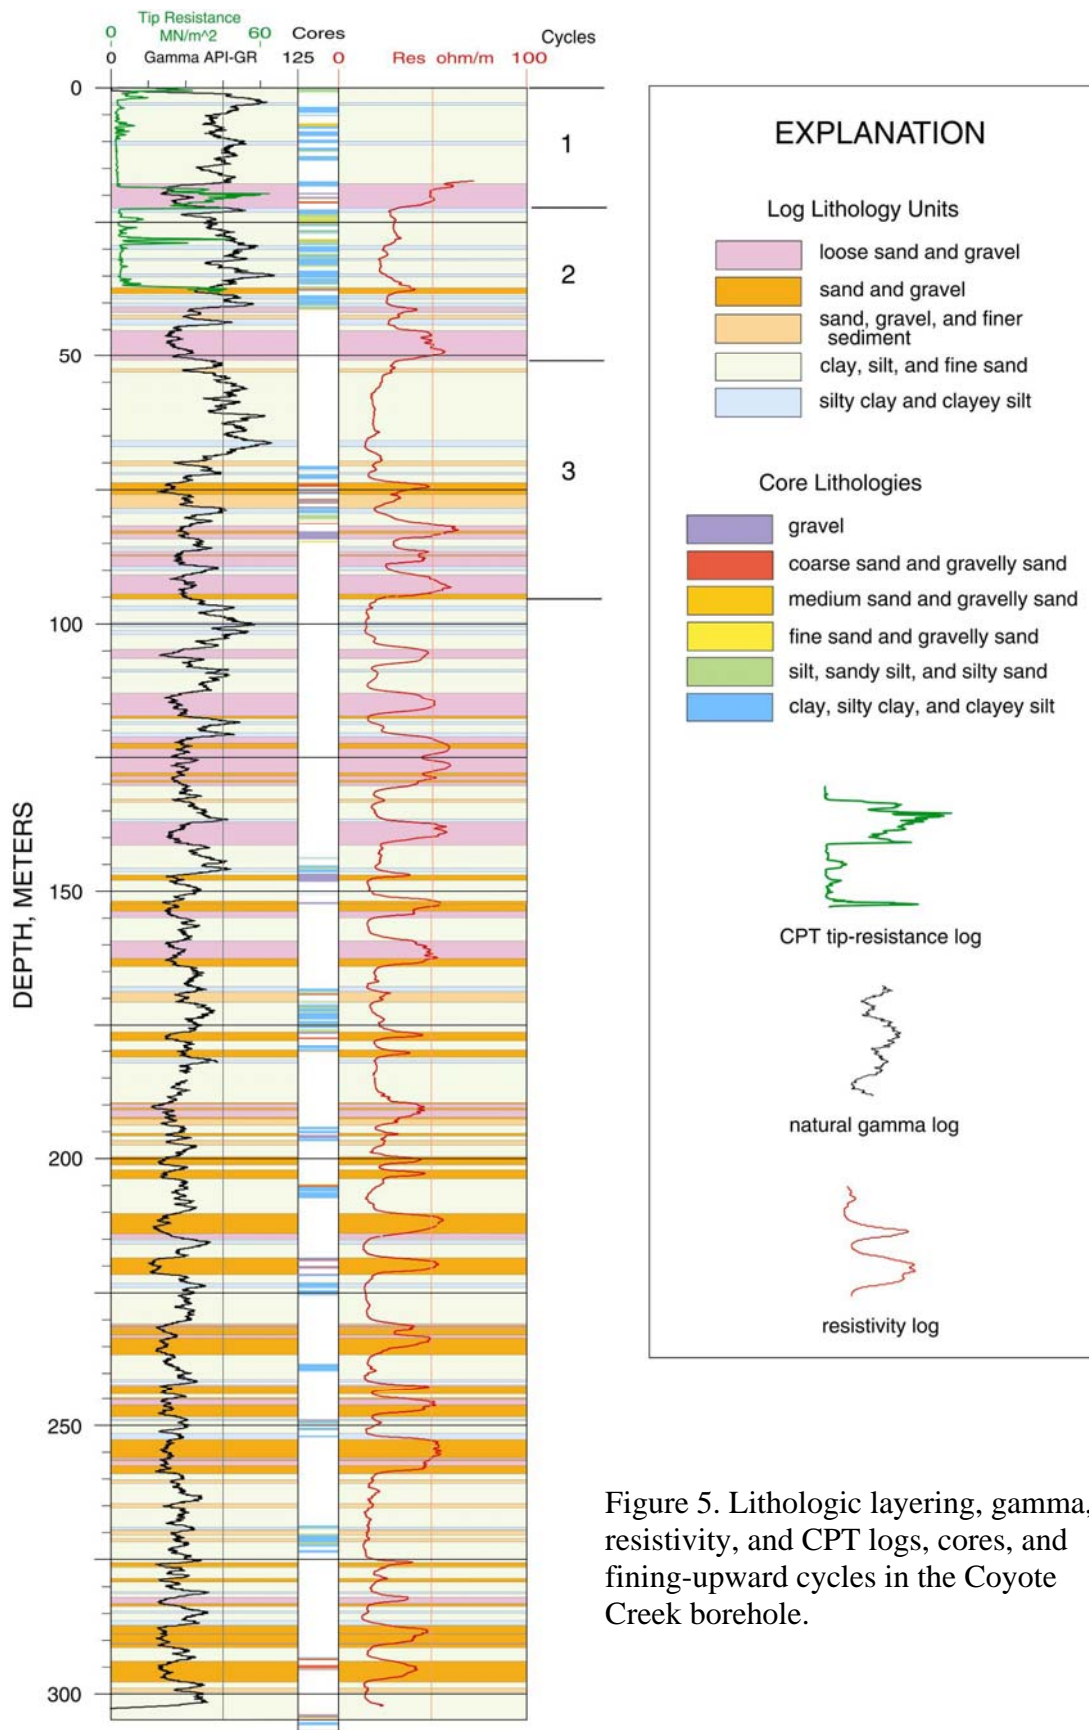 Tip Resistance
0 MN/m^2 60
Cores
Cycles
0 Gamma API-GR 125
0 Res ohm/m 100
0
50
100
150
200
250
300
DEPTH, METERS
1
2
3
EXPLANATION
Log Lithology Units
loose sand and gravel
sand and gravel
sand, gravel, and finer
sediment
clay, silt, and fine sand
silty clay and clayey silt
Core Lithologies
gravel
coarse sand and gravelly sand
medium sand and gravelly sand
fine sand and gravelly sand
silt, sandy silt, and silty sand
clay, silty clay, and clayey silt
CPT tip-resistance log
natural gamma log
resistivity log
Figure 5. Lithologic layering, gamma,
resistivity, and CPT logs, cores, and
fining-upward cycles in the Coyote
Creek borehole.